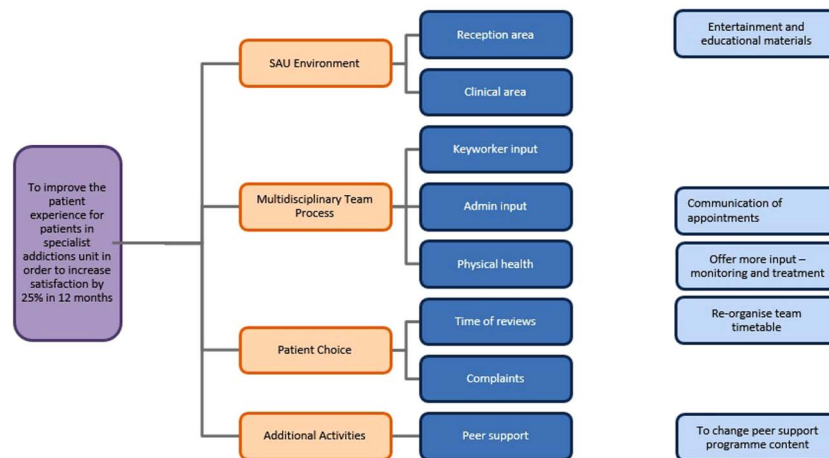 To improve the
patient
experience for
patients in
specialist
addictions unit in
order to increase
satisfaction by
25% in 12 months
SAU Environment
Multidisciplinary Team
Process
Patient Choice
Additional Activities
Reception area
Clinical area
Keyworker input
Admin input
Physical health
Time of reviews
Complaints
Peer support
Entertainment and
educational materials
Communication of
appointments
Offer more input –
monitoring and treatment
Re-organise team
timetable
To change peer support
programme content